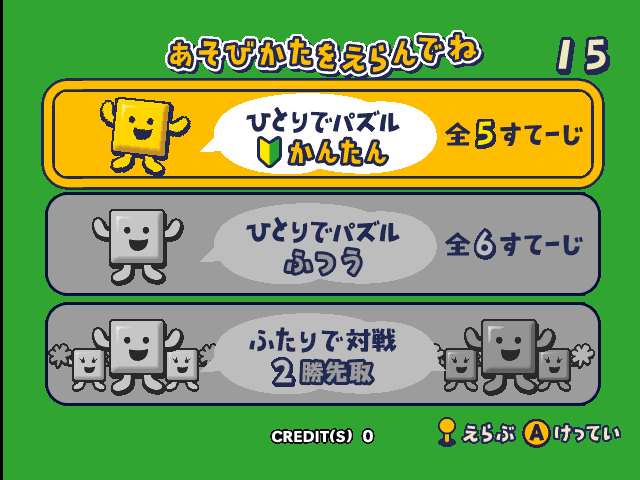 あそびかたをえらんでね
15
ひとりでパズル
かんたん
全5すてーじ
ひとりでパズル
ふつう
全6すてーじ
ふたりで対戦
2勝先取
えらぶ Aけってい
CREDIT(S) 0